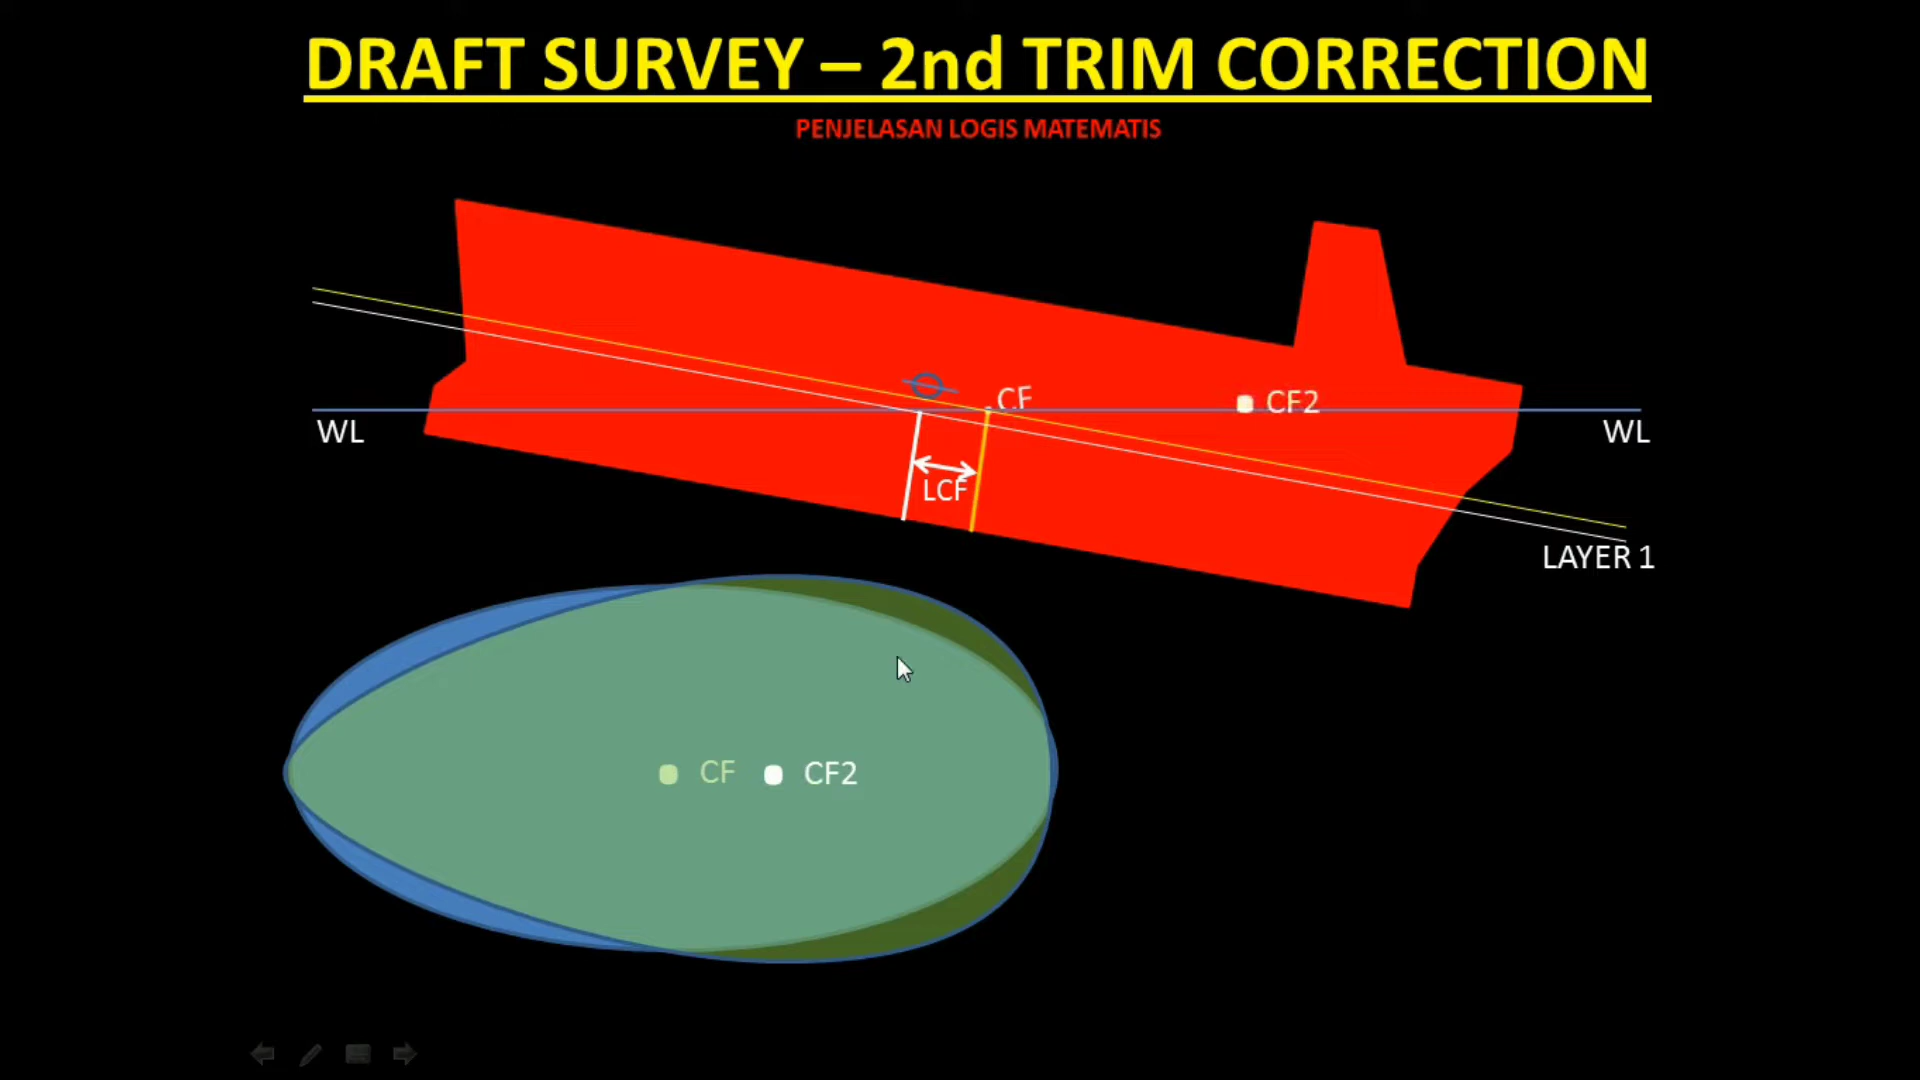 DRAFT SURVEY – 2nd TRIM CORRECTION
PENJELASAN LOGIS MATEMATIS
CF
CF2
WL
WL
LCF
LAYER 1
CF
CF2